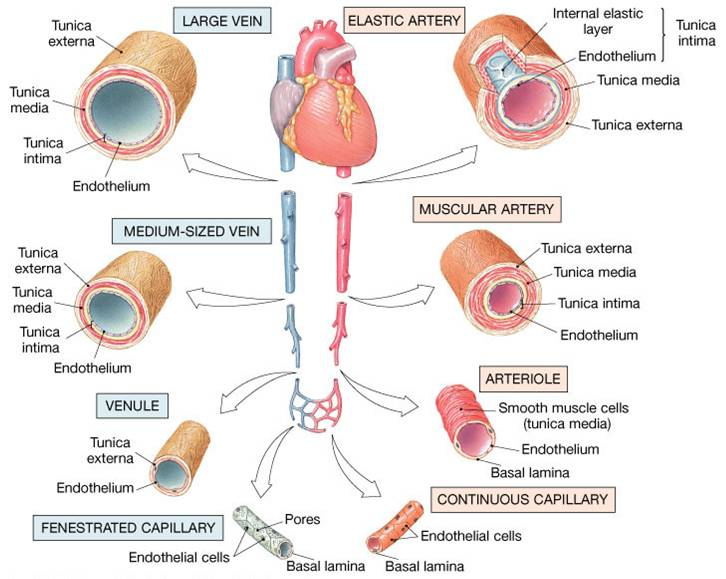 LARGE VEIN
Tunica
externa
Tunica
media
Tunica
intima
Endothelium
ELASTIC ARTERY
Internal elastic
layer
Endothelium
Tunica
intima
Tunica media
Tunica externa
MEDIUM-SIZED VEIN
Tunica
externa
Tunica
media
Tunica
intima
Endothelium
MUSCULAR ARTERY
Tunica externa
Tunica media
Tunica intima
Endothelium
VENULE
Tunica
externa
Endothelium
ARTERIOLE
Smooth muscle cells
(tunica media)
Endothelium
Basal lamina
FENESTRATED CAPILLARY
Pores
Endothelial cells
Basal lamina
CONTINUOUS CAPILLARY
Endothelial cells
Basal lamina